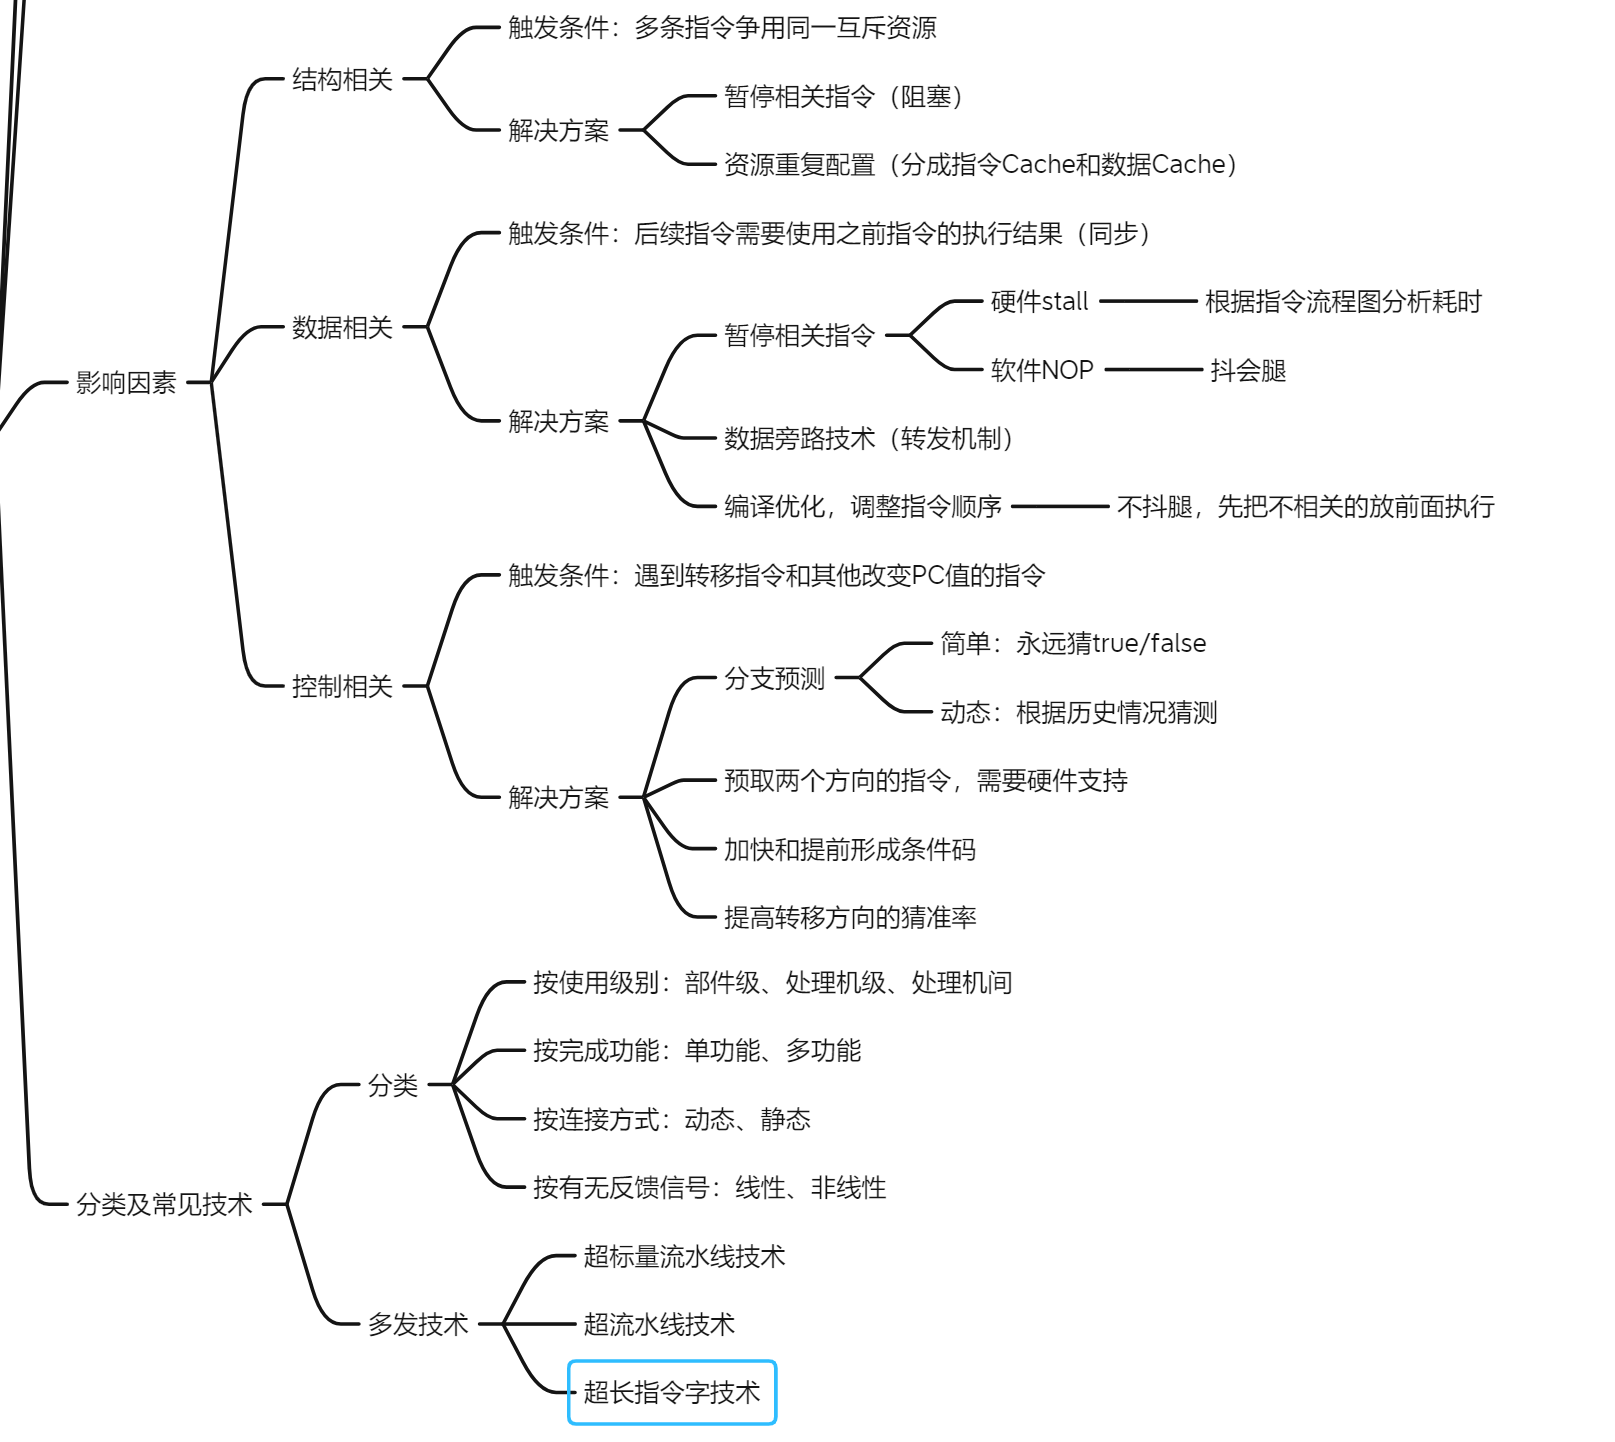 触发条件：多条指令争用同一互斥资源
结构相关
暂停相关指令（阻塞）
解决方案
资源重复配置（分成指令Cache和数据Cache）
触发条件：后续指令需要使用之前指令的执行结果（同步）
硬件stall
根据指令流程图分析耗时
数据相关
暂停相关指令
软件NOP
抖会腿
影响因素
解决方案
数据旁路技术（转发机制）
编译优化，调整指令顺序
不抖腿，先把不相关的放前面执行
触发条件：遇到转移指令和其他改变PC值的指令
简单：永远猜true/false
控制相关
分支预测
动态：根据历史情况猜测
预取两个方向的指令，需要硬件支持
解决方案
加快和提前形成条件码
提高转移方向的猜准率
按使用级别：部件级、处理机级、处理机间
按完成功能：单功能、多功能
分类
按连接方式：动态、静态
按有无反馈信号：线性、非线性
分类及常见技术
超标量流水线技术
多发技术
超流水线技术
超长指令字技术